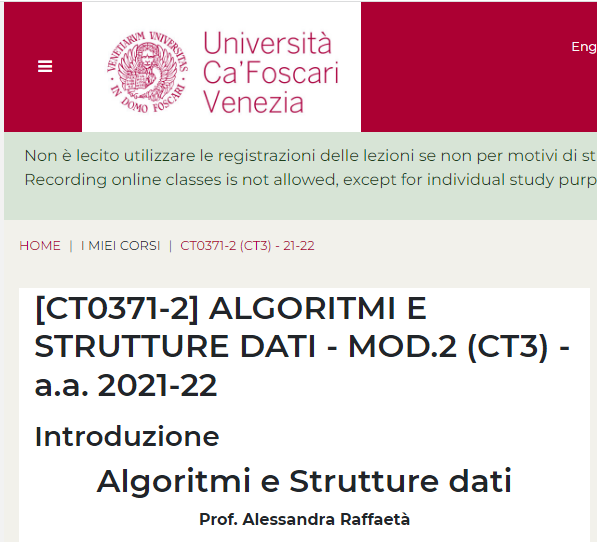 VENETIARVM VNIVERSITAS
IN DOMO FOSCARI
Università
Ca'Foscari
Venezia
Eng
Non è lecito utilizzare le registrazioni delle lezioni se non per motivi di st
Recording online classes is not allowed, except for individual study purp
HOME | I MIEI CORSI | CT0371-2 (CT3) - 21-22
[CT0371-2] ALGORITMI E
STRUTTURE DATI - MOD.2 (CT3) -
a.a. 2021-22
Introduzione
Algoritmi e Strutture dati
Prof. Alessandra Raffaetà